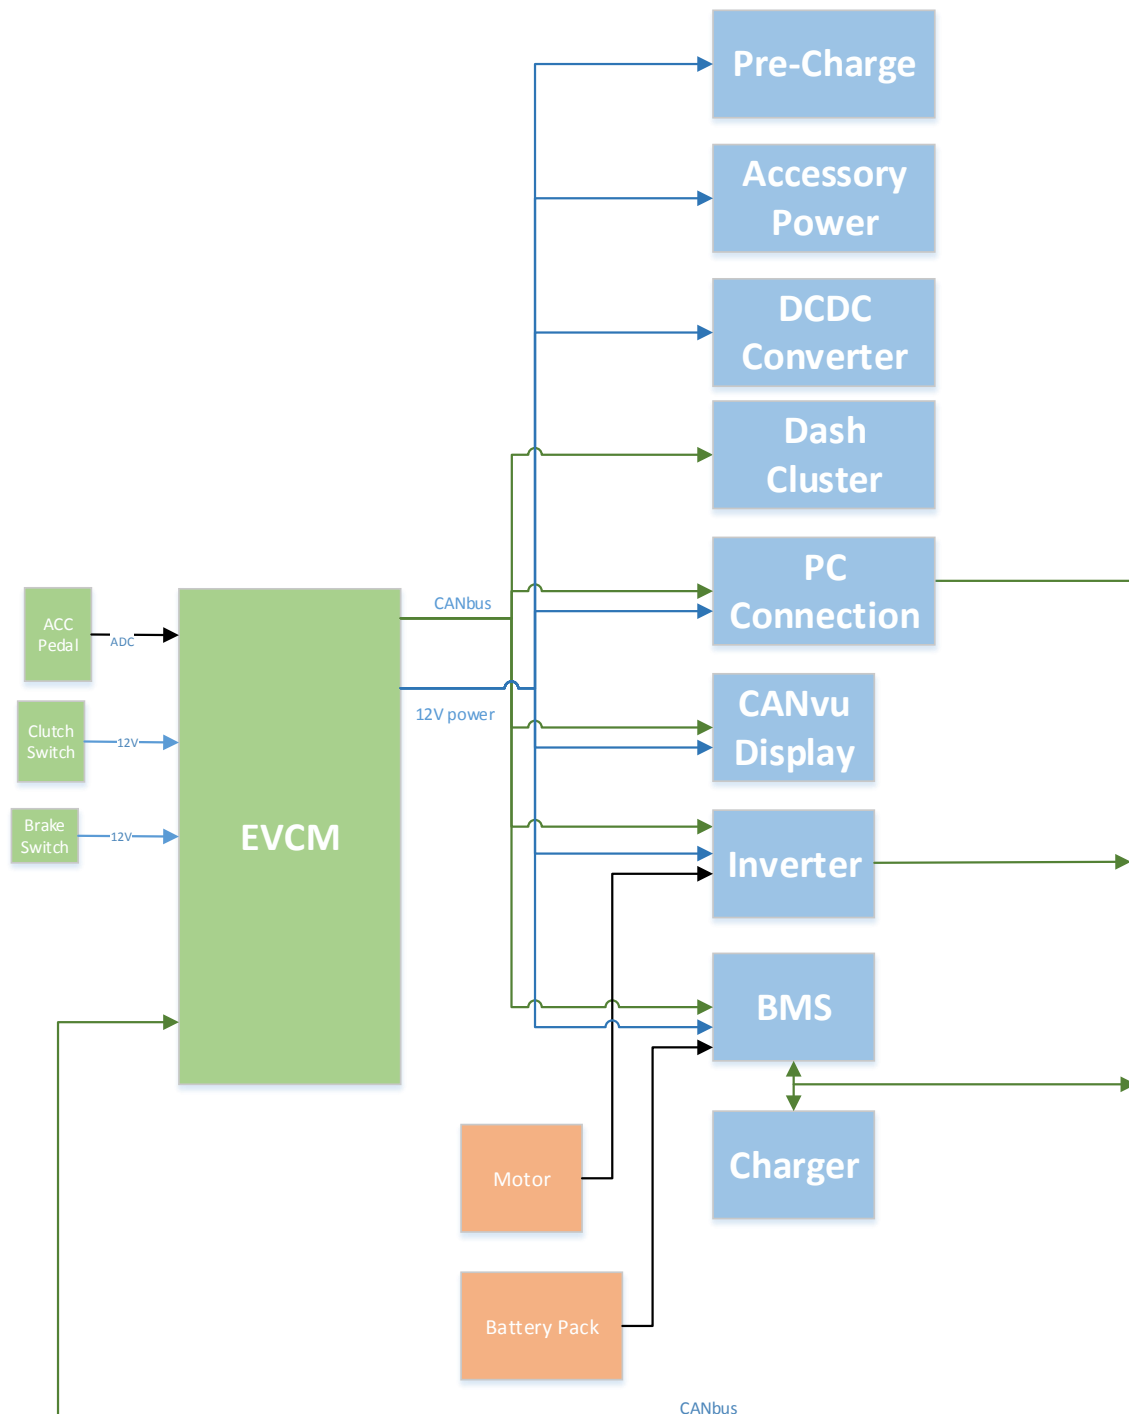 Pre-Charge
Accessory
Power
DCDC
Converter
Dash
Cluster
PC
Connection
CANbus
ACC
Pedal
ADC
12V power
CANvu
Display
Clutch
Switch
12V
Brake
Switch
12V
EVCM
Inverter
BMS
Charger
Motor
Battery Pack
CANbus